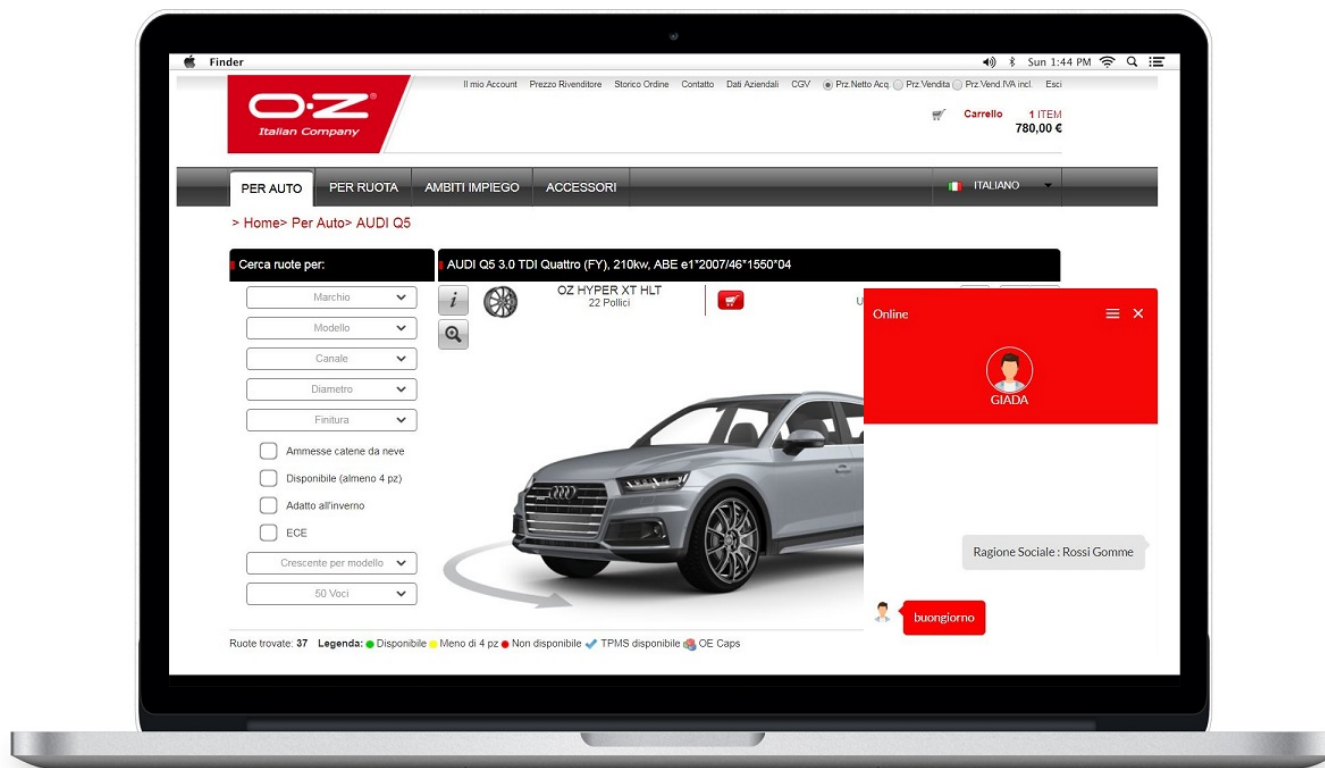 Finder
Sun 1:44 PM
Il mio Account Prezzo Rivenditore Storico Ordine Contatto Dati Aziendali CGV Prz.Netto Acq. Prz.Vendita Prz.Vend.IVA incl. Esci
O·Z®
Italian Company
Carrello 1 ITEM
780,00 €
PER AUTO PER RUOTA AMBITI IMPIEGO ACCESSORI ITALIANO
> Home> Per Auto> AUDI Q5
Cerca ruote per:
AUDI Q5 3.0 TDI Quattro (FY), 210kw, ABE e1*2007/46*1550*04
Marchio
Modello
Canale
Diametro
Finitura
Ammesse catene da neve
Disponibile (almeno 4 pz)
Adatto all'inverno
ECE
Crescente per modello
50 Voci
i
OZ HYPER XT HLT
22 Pollici
Online
GIADA
Ragione Sociale : Rossi Gomme
buongiorno
Ruote trovate: 37 Legenda: Disponibile Meno di 4 pz Non disponibile TPMS disponibile OE Caps